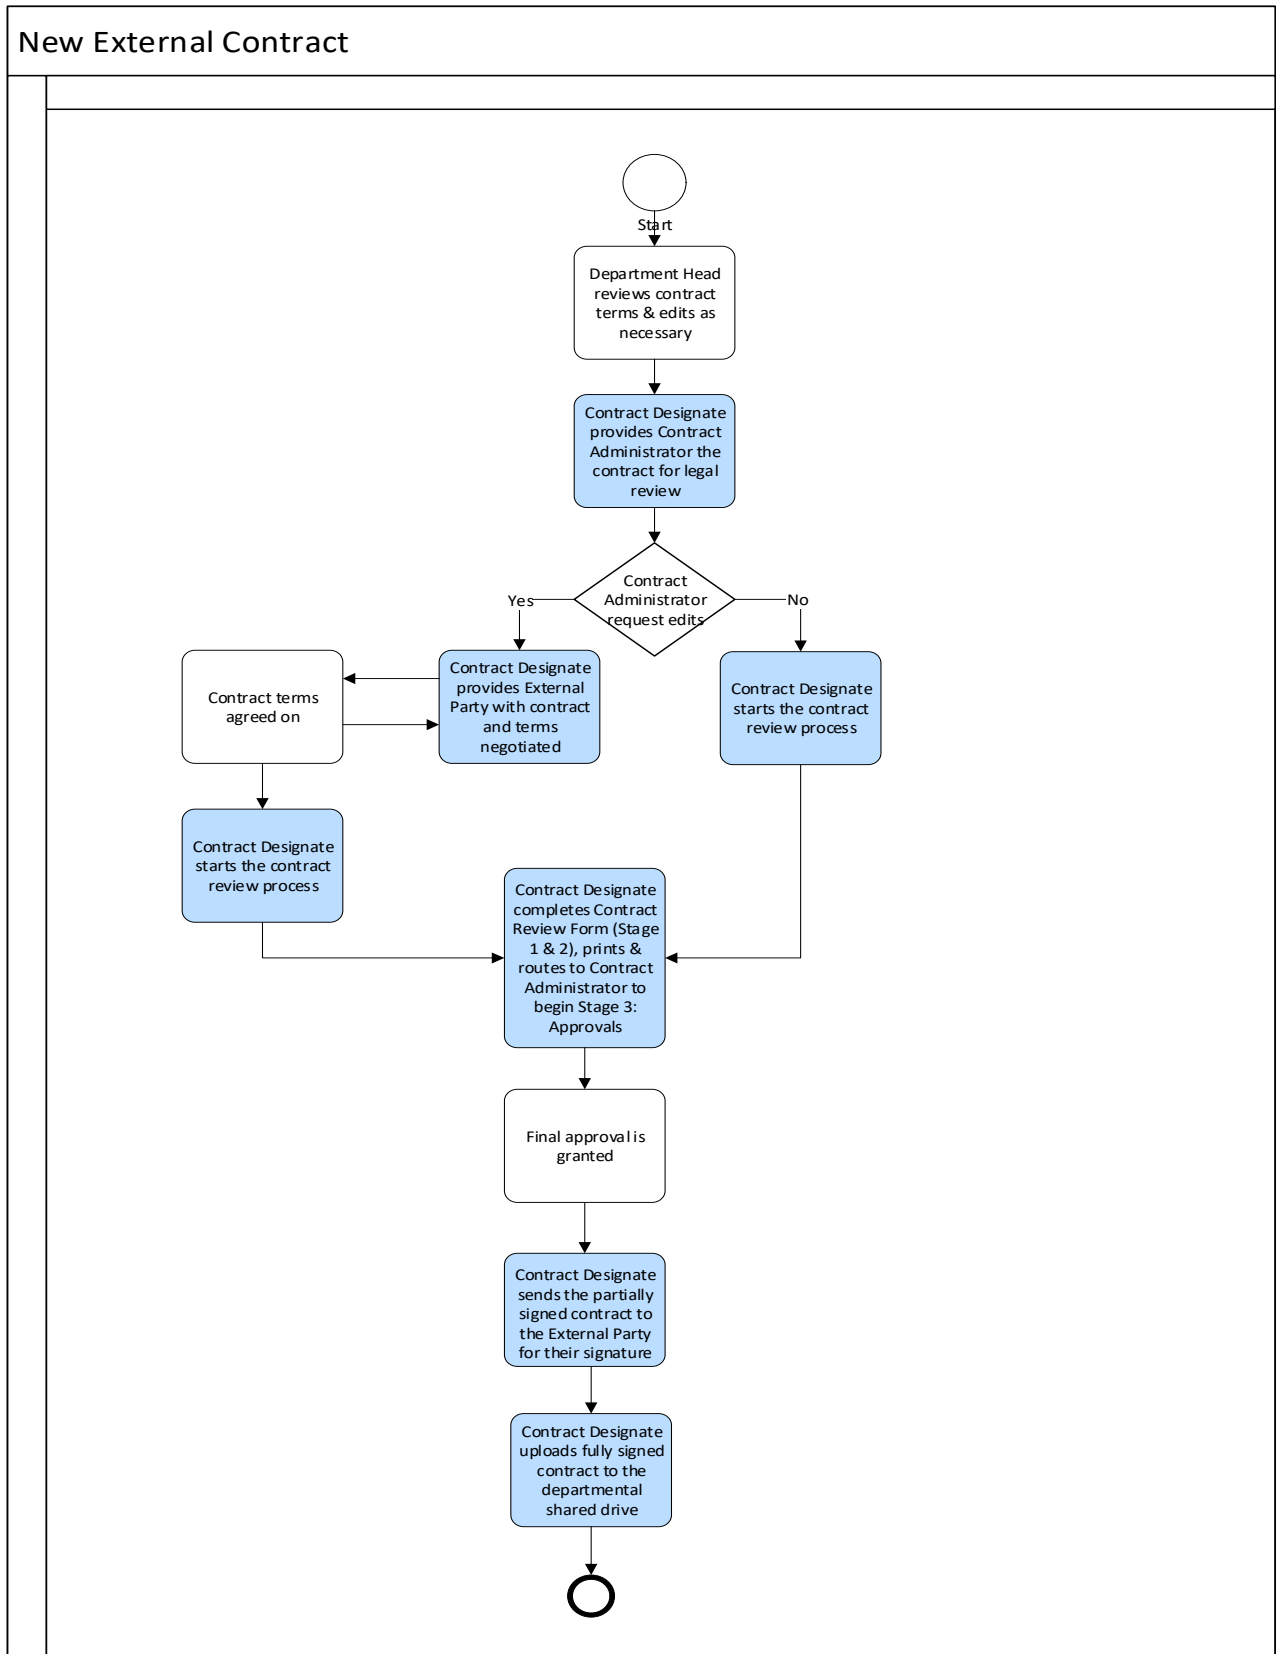 New External Contract
Start
Department Head
reviews contract
terms & edits as
necessary
Contract Designate
provides Contract
Administrator the
contract for legal
review
Contract
Administrator
request edits
Yes
No
Contract terms
agreed on
Contract Designate
provides External
Party with contract
and terms
negotiated
Contract Designate
starts the contract
review process
Contract Designate
starts the contract
review process
Contract Designate
completes Contract
Review Form (Stage
1 & 2), prints &
routes to Contract
Administrator to
begin Stage 3:
Approvals
Final approval is
granted
Contract Designate
sends the partially
signed contract to
the External Party
for their signature
Contract Designate
uploads fully signed
contract to the
departmental
shared drive